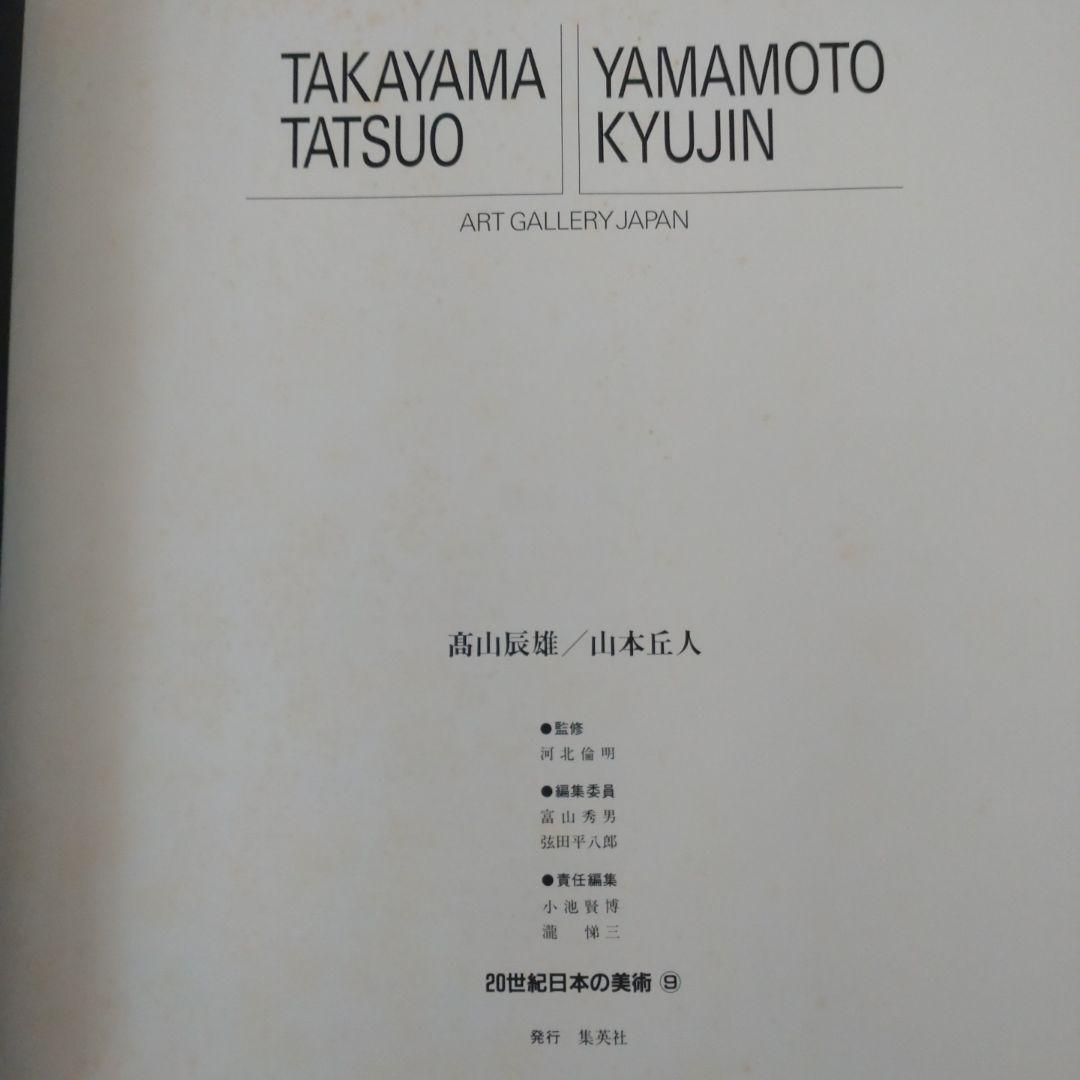 TAKAYAMA
TATSUO
YAMAMOTO
KYUJIN
ART GALLERY JAPAN
髙山辰雄／山本丘人
●監修
河北倫明
●編集委員
富山秀男
弦田平八郎
●責任編集
小池賢博
瀧 悌三
20世紀日本の美術⑨
発行 集英社